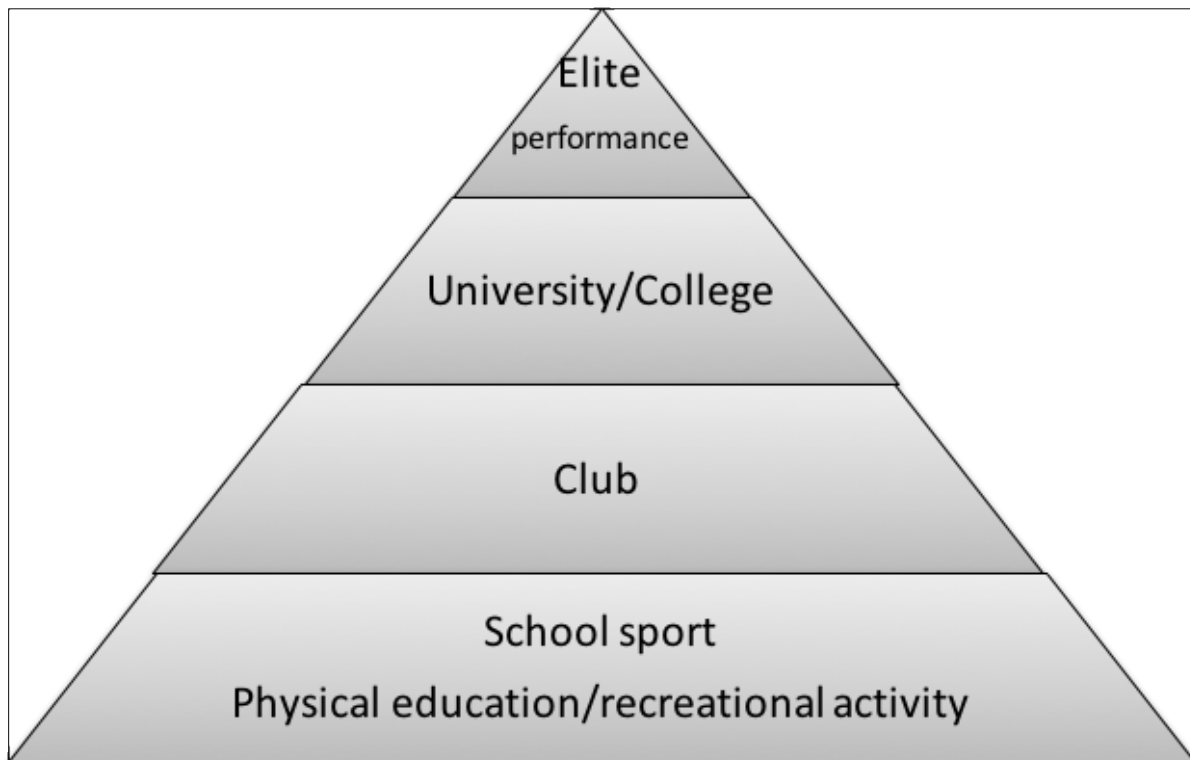 Elite
performance
University/College
Club
School sport
Physical education/recreational activity